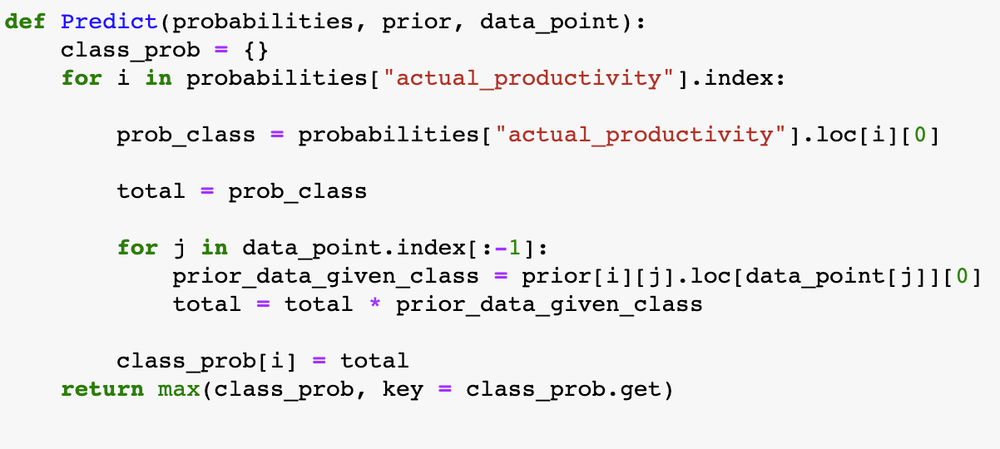 def Predict(probabilities, prior, data_point):
    class_prob = {}
    for i in probabilities["actual_productivity"].index:
        prob_class = probabilities["actual_productivity"].loc[i][0]
        total = prob_class
        for j in data_point.index[:-1]:
            prior_data_given_class = prior[i][j].loc[data_point[j]][0]
            total = total * prior_data_given_class
        class_prob[i] = total
    return max(class_prob, key = class_prob.get)